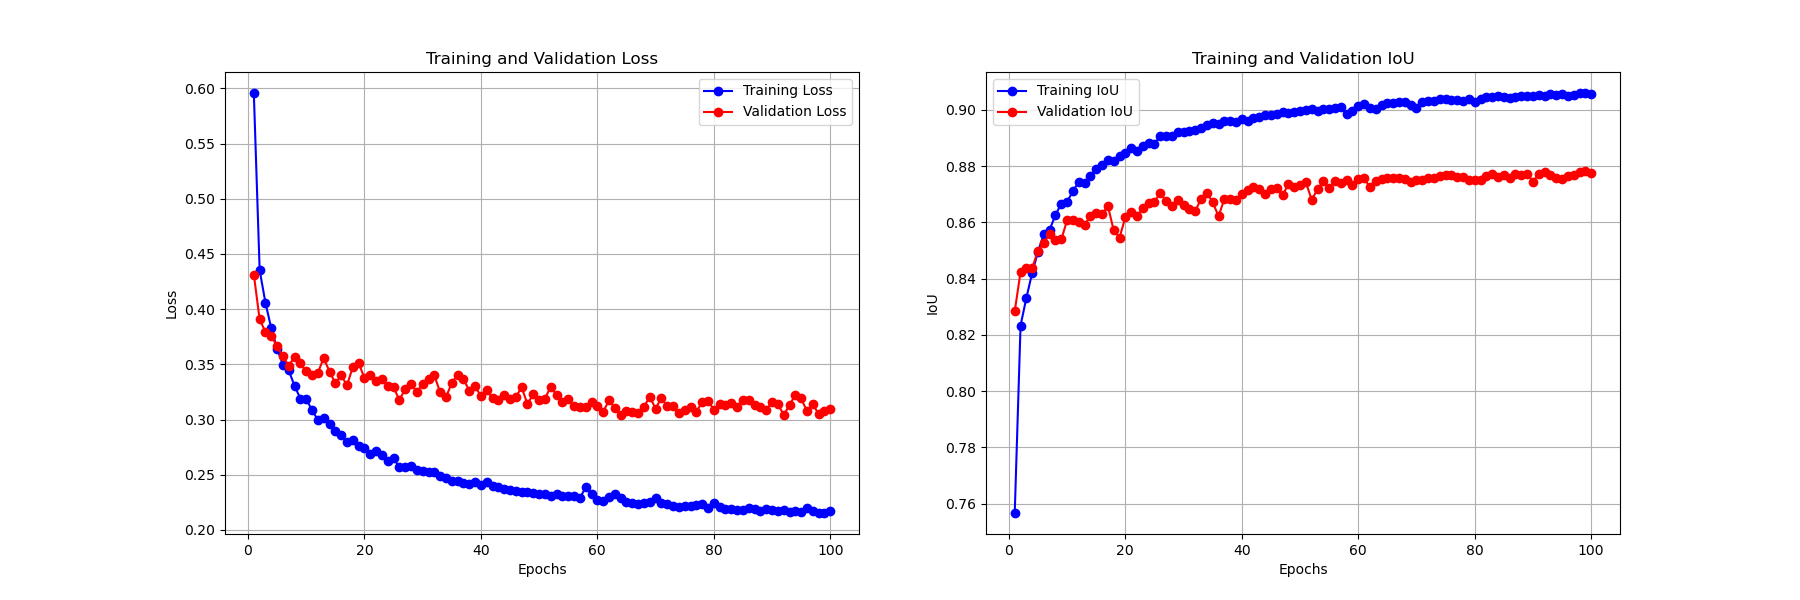 Training and Validation Loss
Training Loss
Validation Loss
0.60
0.55
0.50
0.45
0.40
0.35
0.30
0.25
0.20
Loss
0 20 40 60 80 100
Epochs
Training and Validation IoU
Training IoU
Validation IoU
0.90
0.88
0.86
0.84
0.82
0.80
0.78
0.76
IoU
0 20 40 60 80 100
Epochs